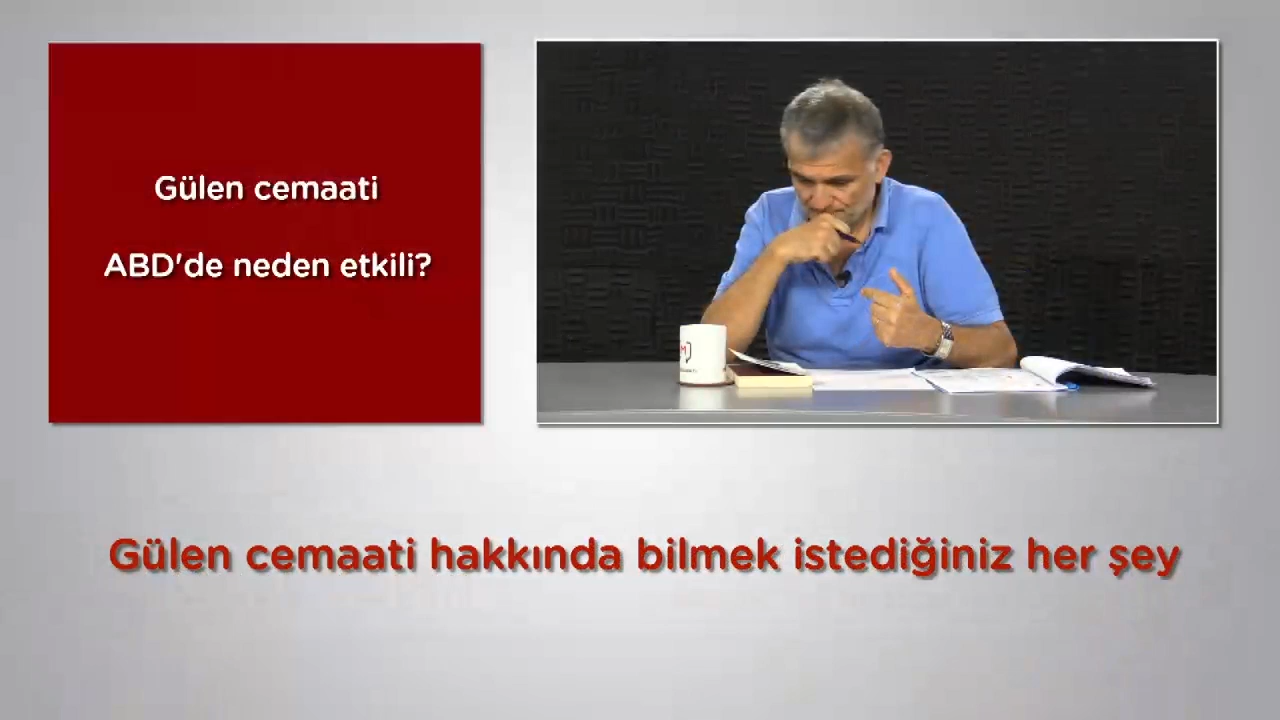 Gülen cemaati
ABD'de neden etkili?
Gülen cemaati hakkında bilmek istediğiniz her şey